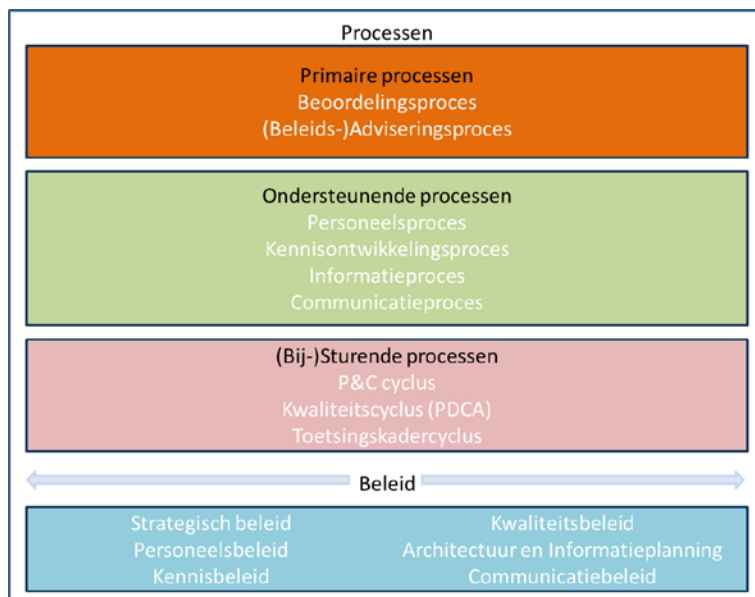 Processen
Primaire processen
Beoordelingsproces
(Beleids-)Adviseringsproces
Ondersteunende processen
Personeelsproces
Kennisontwikkelingsproces
Informatieproces
Communicatieproces
(Bij-)Sturende processen
P&C cyclus
Kwaliteitscyclus (PDCA)
Toetsingskadercyclus
Beleid
Strategisch beleid
Personeelsbeleid
Kennisbeleid
Kwaliteitsbeleid
Architectuur en Informatieplanning
Communicatiebeleid